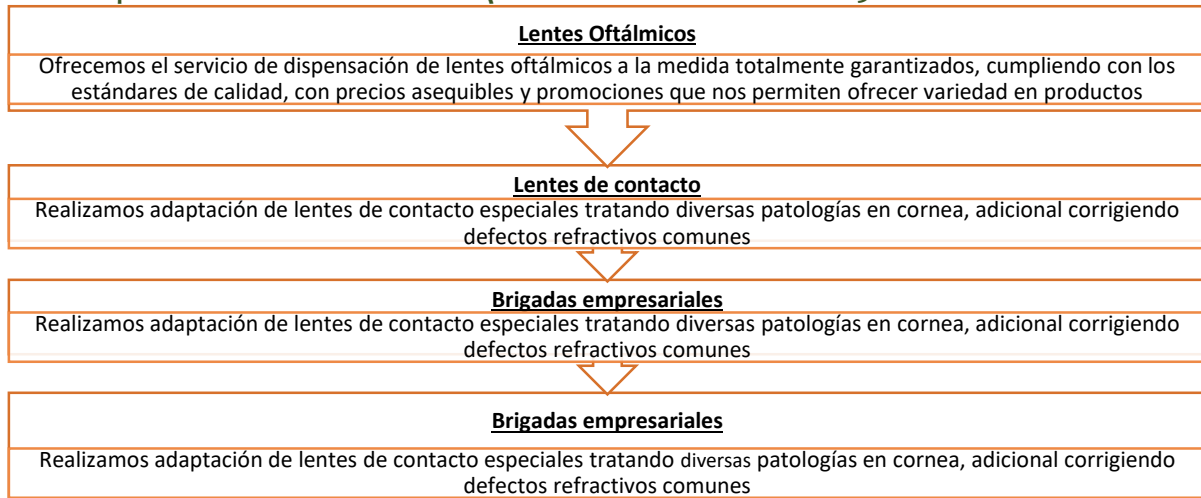 Lentes Oftálmicos
Ofrecemos el servicio de dispensación de lentes oftálmicos a la medida totalmente garantizados, cumpliendo con los
estándares de calidad, con precios asequibles y promociones que nos permiten ofrecer variedad en productos
Lentes de contacto
Realizamos adaptación de lentes de contacto especiales tratando diversas patologías en cornea, adicional corrigiendo
defectos refractivos comunes
Brigadas empresariales
Realizamos adaptación de lentes de contacto especiales tratando diversas patologías en cornea, adicional corrigiendo
defectos refractivos comunes
Brigadas empresariales
Realizamos adaptación de lentes de contacto especiales tratando diversas patologías en cornea, adicional corrigiendo
defectos refractivos comunes